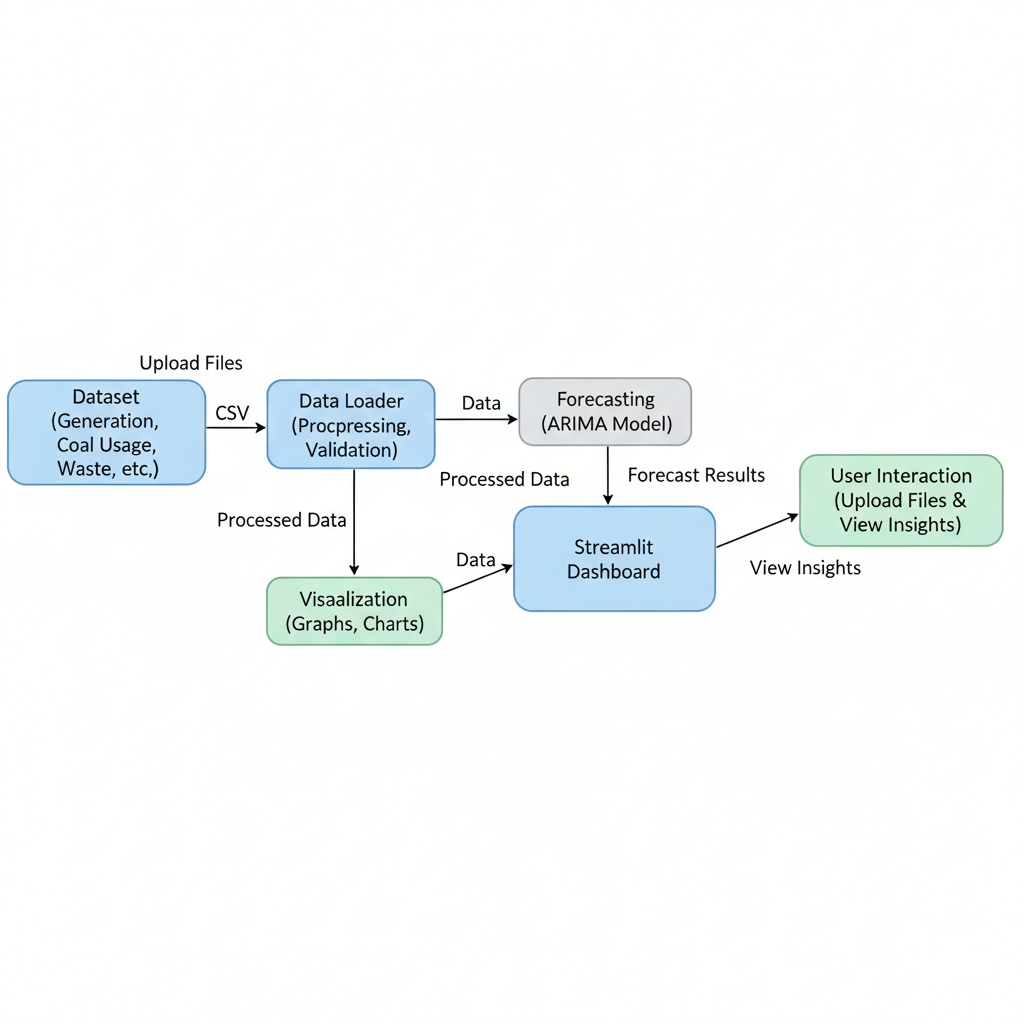 Upload Files
Dataset
(Generation,
Coal Usage,
Waste, etc,)
CSV
Data Loader
(Procpressing,
Validation)
Data
Forecasting
(ARIMA Model)
Processed Data
Forecast Results
Processed Data
User Interaction
(Upload Files &
View Insights)
Data
Streamlit
Dashboard
View Insights
Visaalization
(Graphs, Charts)